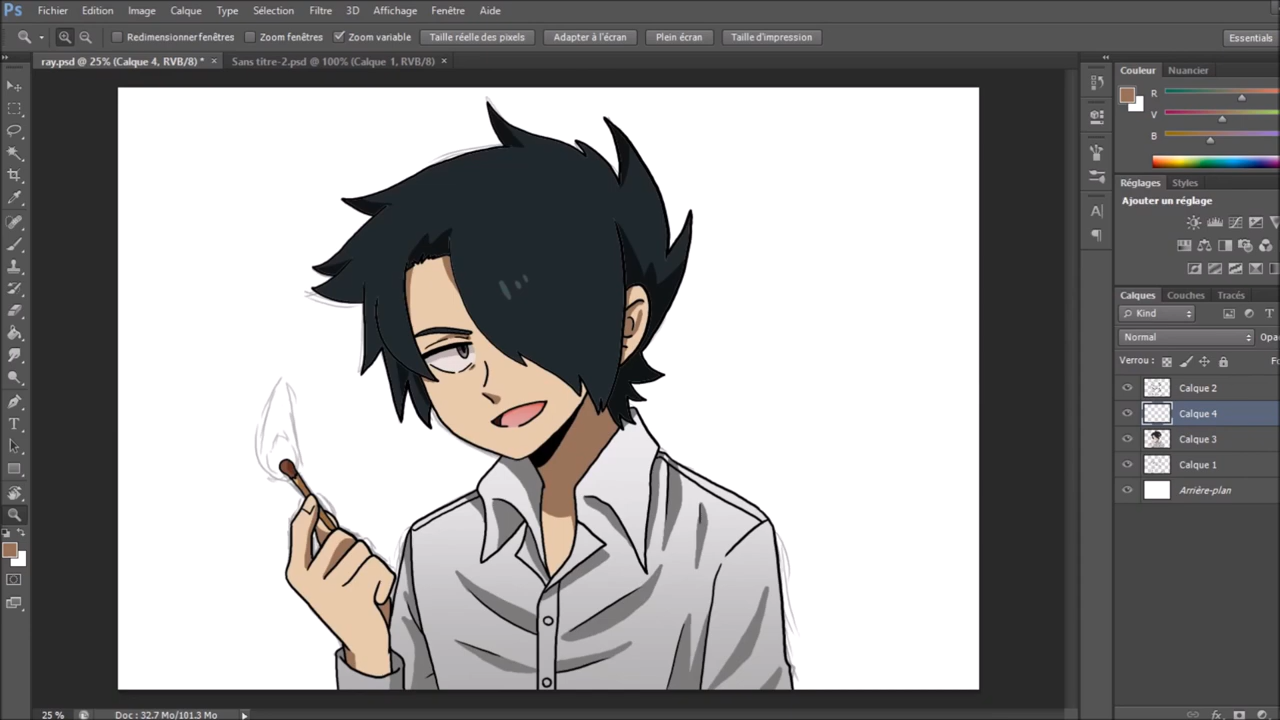 Ps Fichier Edition Image Calque Type Sélection Filtre 3D Affichage Fenêtre Aide
Redimensionner fenêtres Zoom fenêtres Zoom variable Taille réelle des pixels Adapter à l'écran Plein écran Taille d'impression Essentials
ray.psd @ 25% (Calque 4, RVB/8) * Sans titre-2.psd @ 100% (Calque 1, RVB/8)
Couleur Nuancier
R
V
B
Réglages Styles
Ajouter un réglage
Calques Couches Tracés
Kind
Normal Opa
Verrou :
Calque 2
Calque 4
Calque 3
Calque 1
Arrière-plan
25 % Doc : 32.7 Mo/101.3 Mo
fx